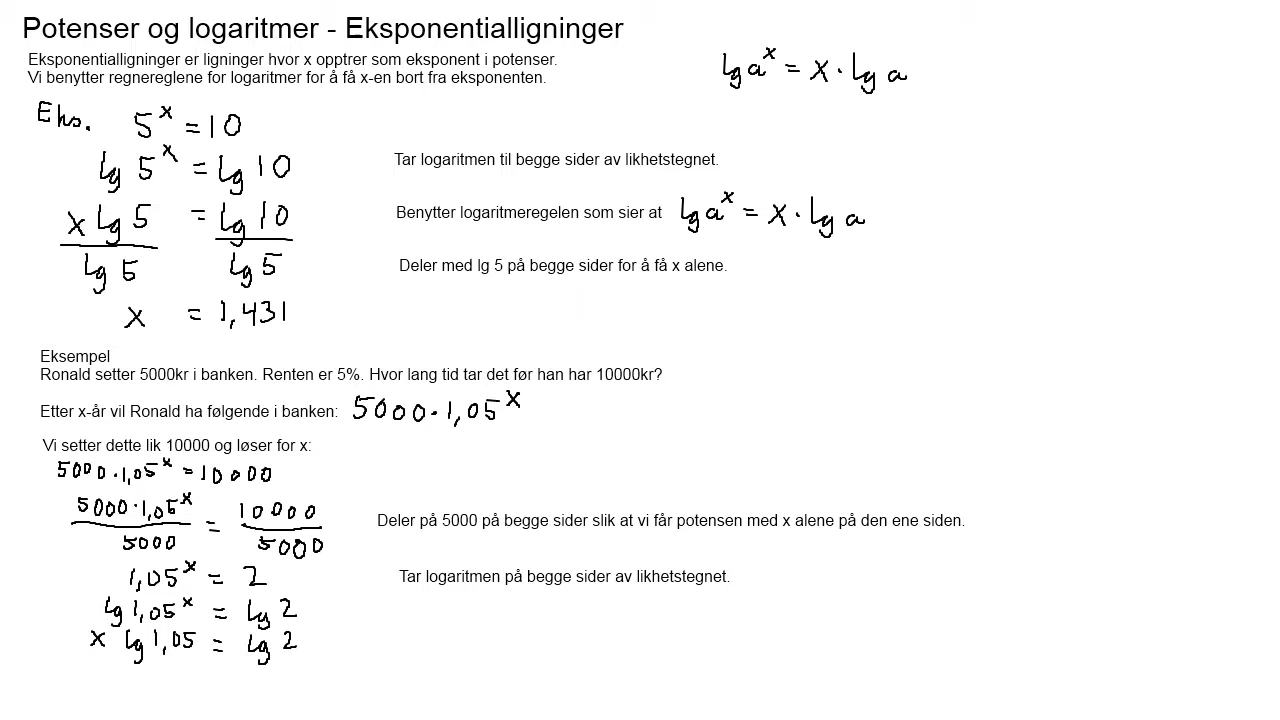 Potenser og logaritmer - Eksponentialligninger
Eksponentialligninger er ligninger hvor x opptrer som eksponent i potenser.
Vi benytter regnereglene for logaritmer for å få x-en bort fra eksponenten.
lg a^x = x · lg a
Eks. 5^x = 10
lg 5^x = lg 10
Tar logaritmen til begge sider av likhetstegnet.
x lg 5 / lg 5 = lg 10 / lg 5
Benytter logaritmeregelen som sier at lg a^x = x · lg a
Deler med lg 5 på begge sider for å få x alene.
x = 1,431
Eksempel
Ronald setter 5000kr i banken. Renten er 5%. Hvor lang tid tar det før han har 10000kr?
Etter x-år vil Ronald ha følgende i banken: 5000 · 1,05^x
Vi setter dette lik 10000 og løser for x:
5000 · 1,05^x = 10000
5000 · 1,05^x / 5000 = 10000 / 5000
Deler på 5000 på begge sider slik at vi får potensen med x alene på den ene siden.
1,05^x = 2
Tar logaritmen på begge sider av likhetstegnet.
lg 1,05^x = lg 2
x lg 1,05 = lg 2